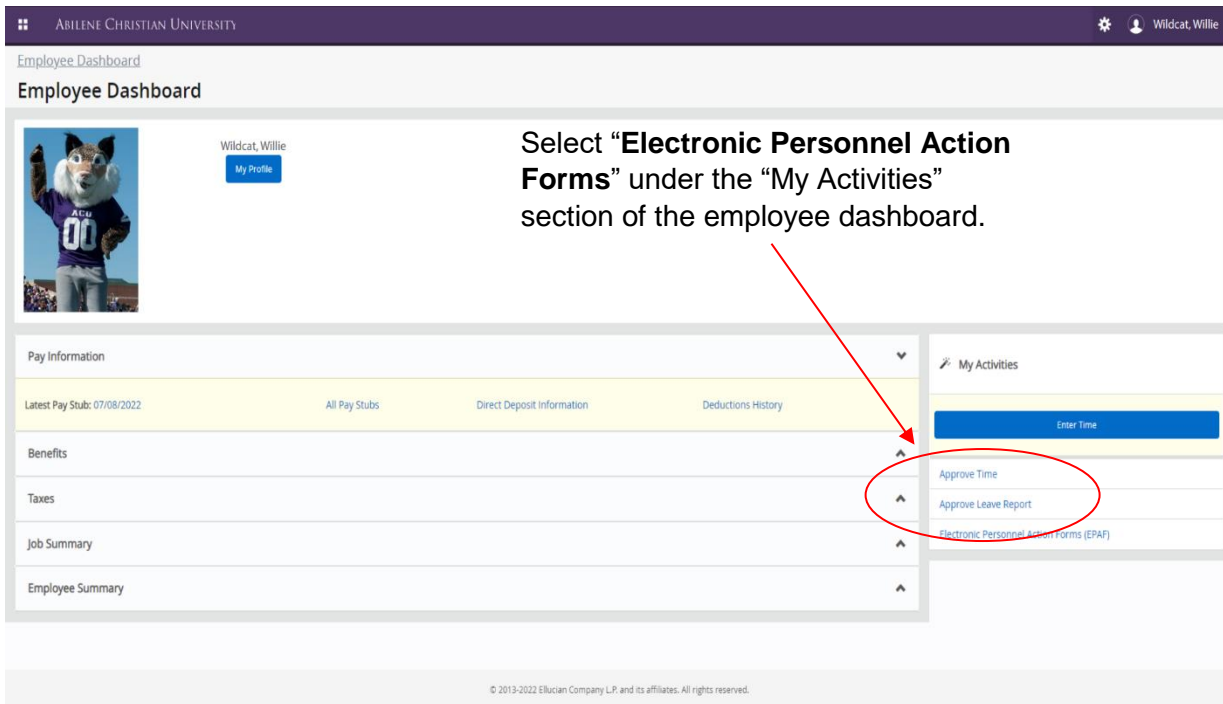 ABILENE CHRISTIAN UNIVERSITY
Wildcat, Willie
Employee Dashboard
Employee Dashboard
ACU
00
Wildcat, Willie
My Profile
Select “Electronic Personnel Action
Forms” under the “My Activities”
section of the employee dashboard.
Pay Information
Latest Pay Stub: 07/08/2022
All Pay Stubs
Direct Deposit Information
Deductions History
Benefits
Taxes
Job Summary
Employee Summary
My Activities
Enter Time
Approve Time
Approve Leave Report
Electronic Personnel Action Forms (EPAF)
© 2013-2022 Ellucian Company L.P. and its affiliates. All rights reserved.